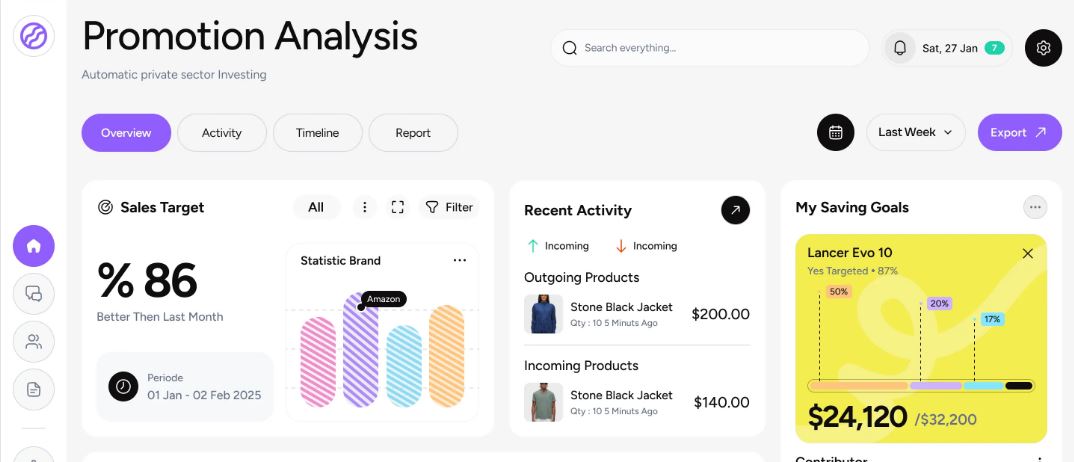 Promotion Analysis
Automatic private sector Investing
Search everything...
Sat, 27 Jan
7
Overview
Activity
Timeline
Report
Last Week
Export
Sales Target
All
Filter
% 86
Better Then Last Month
Periode
01 Jan - 02 Feb 2025
Statistic Brand
Amazon
Recent Activity
Incoming
Incoming
Outgoing Products
Stone Black Jacket
Qty : 10 5 Minuts Ago
$200.00
Incoming Products
Stone Black Jacket
Qty : 10 5 Minuts Ago
$140.00
My Saving Goals
Lancer Evo 10
Yes Targeted • 87%
50%
20%
17%
$24,120 /$32,200
Contributor